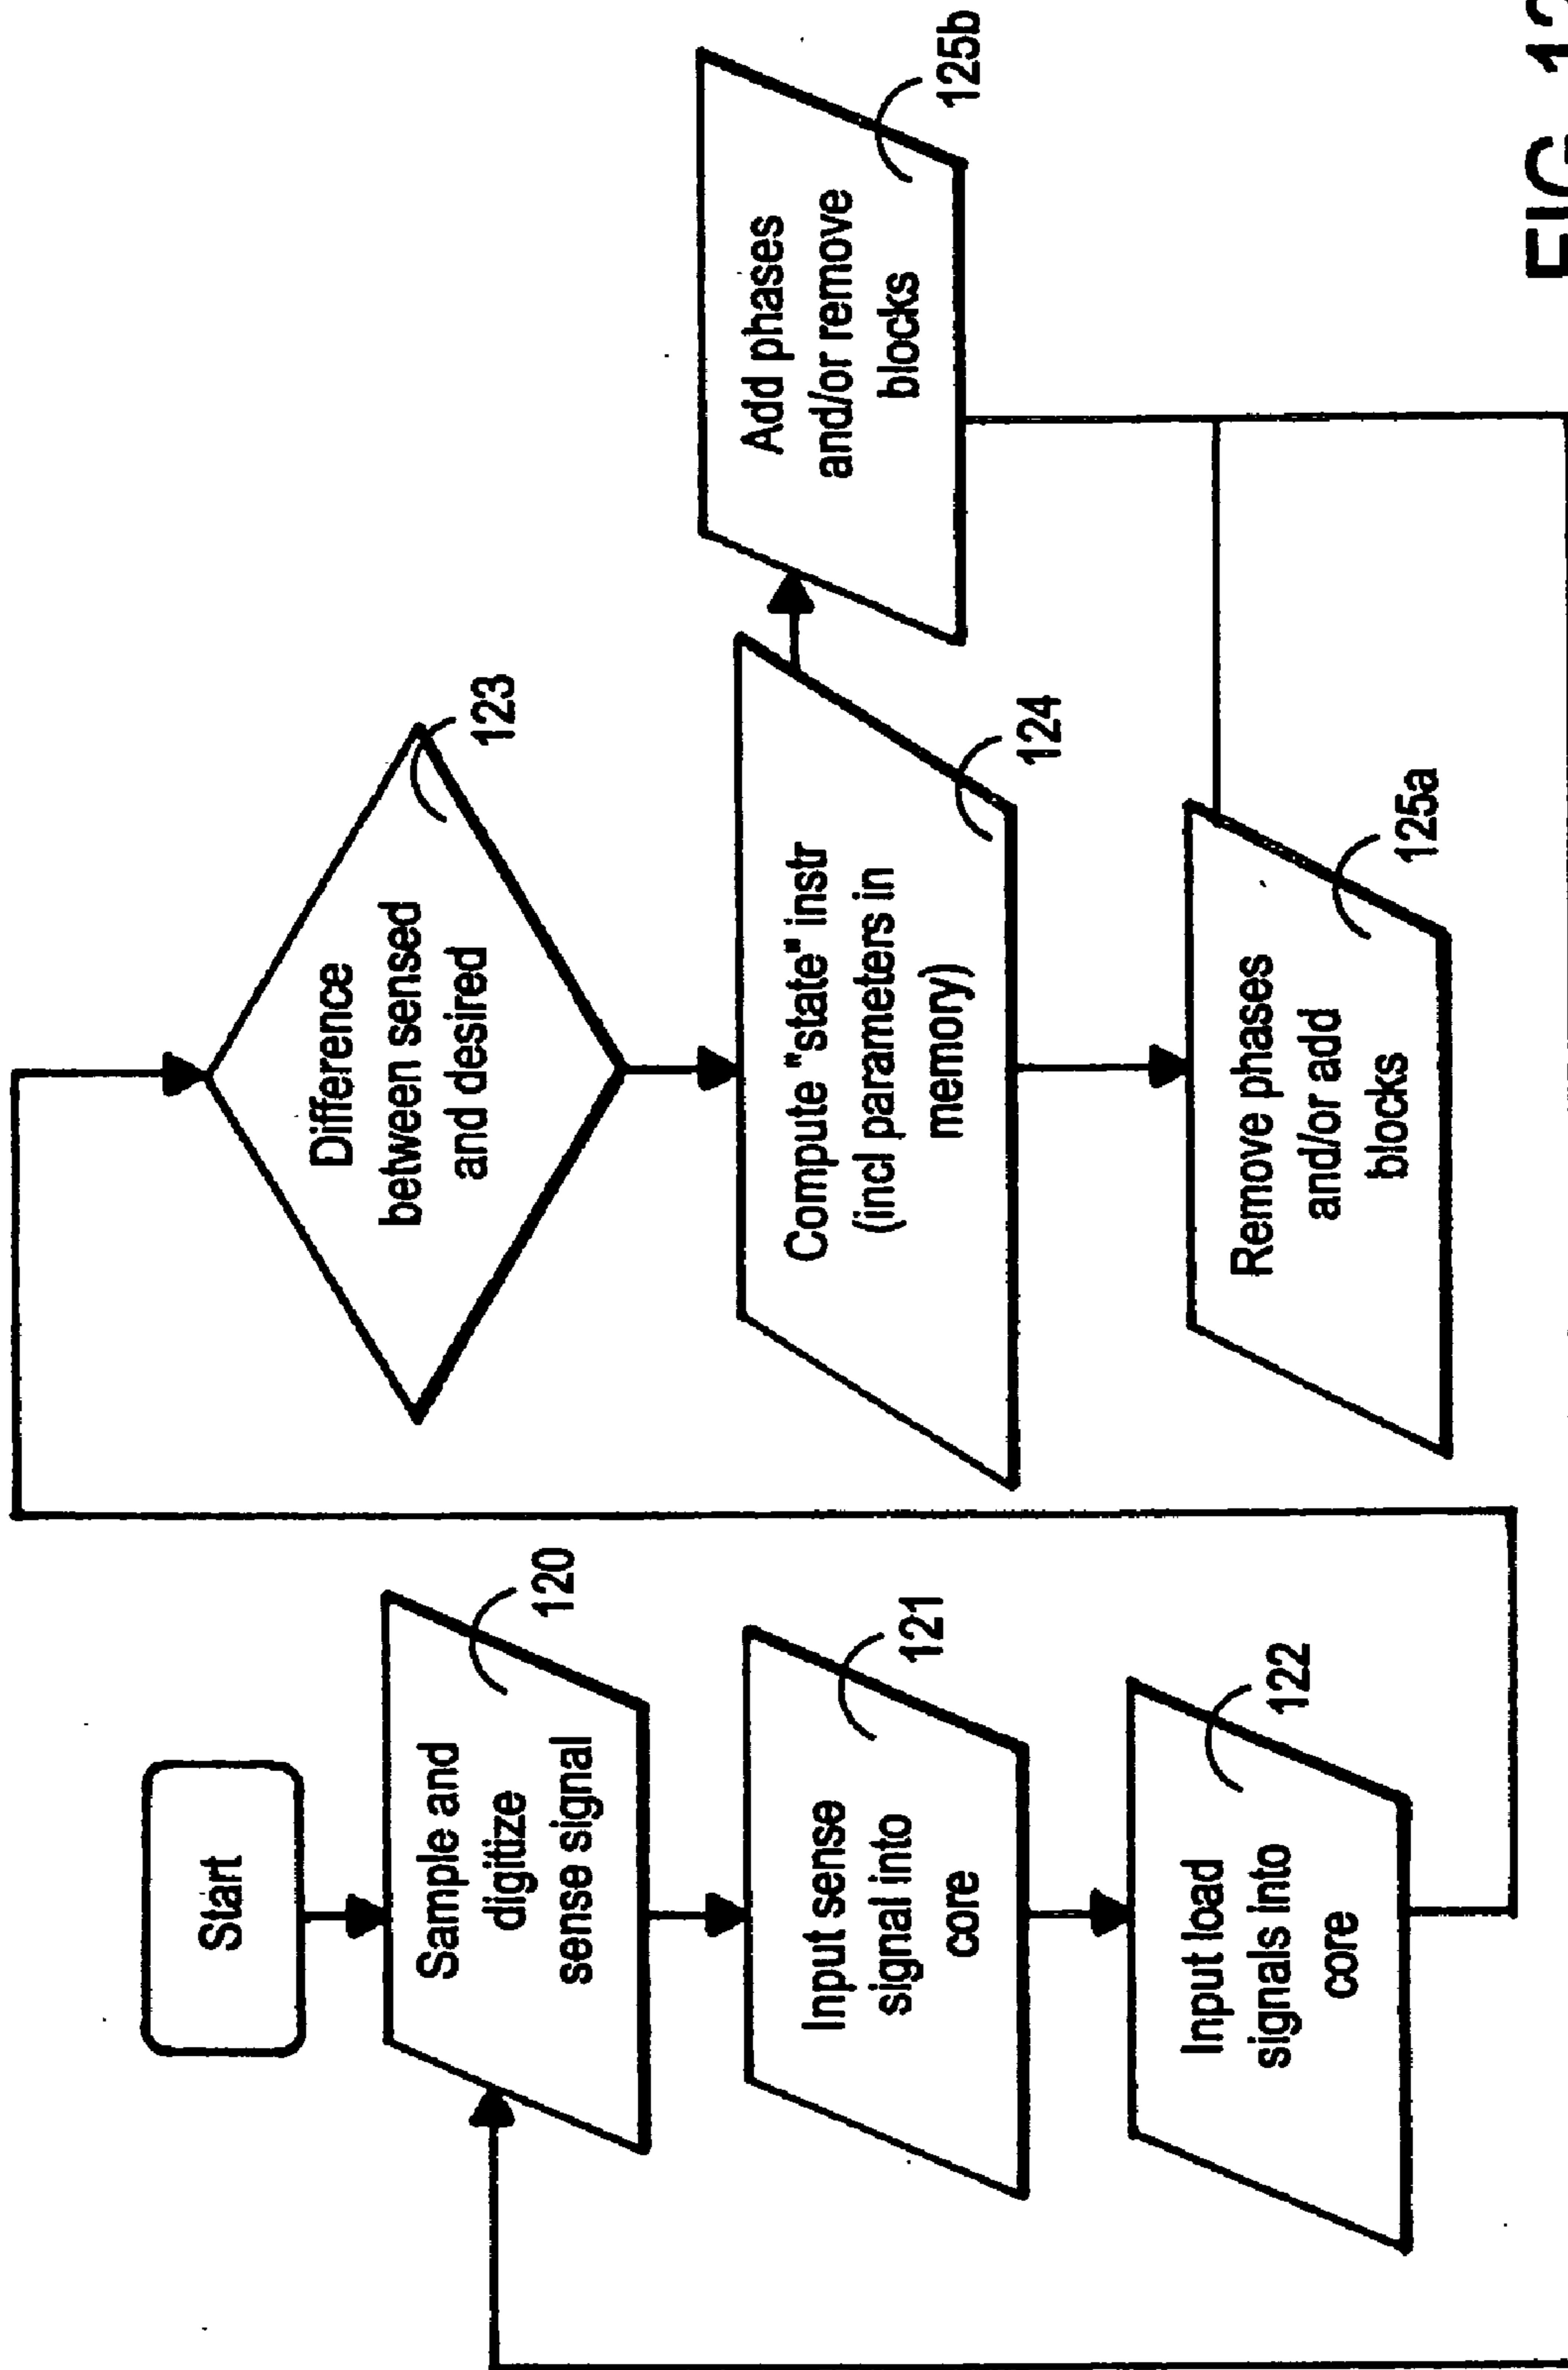 Start
Sample and
digitize
sense signal
120
Input sense
signal into
core
121
Input load
signals into
core
122
Difference
between sensed
and desired
123
Compute "state" instr
(incl parameters in
memory)
124
Remove phases
and/or add
blocks
125a
Add phases
and/or remove
blocks
125b
FIG. 12